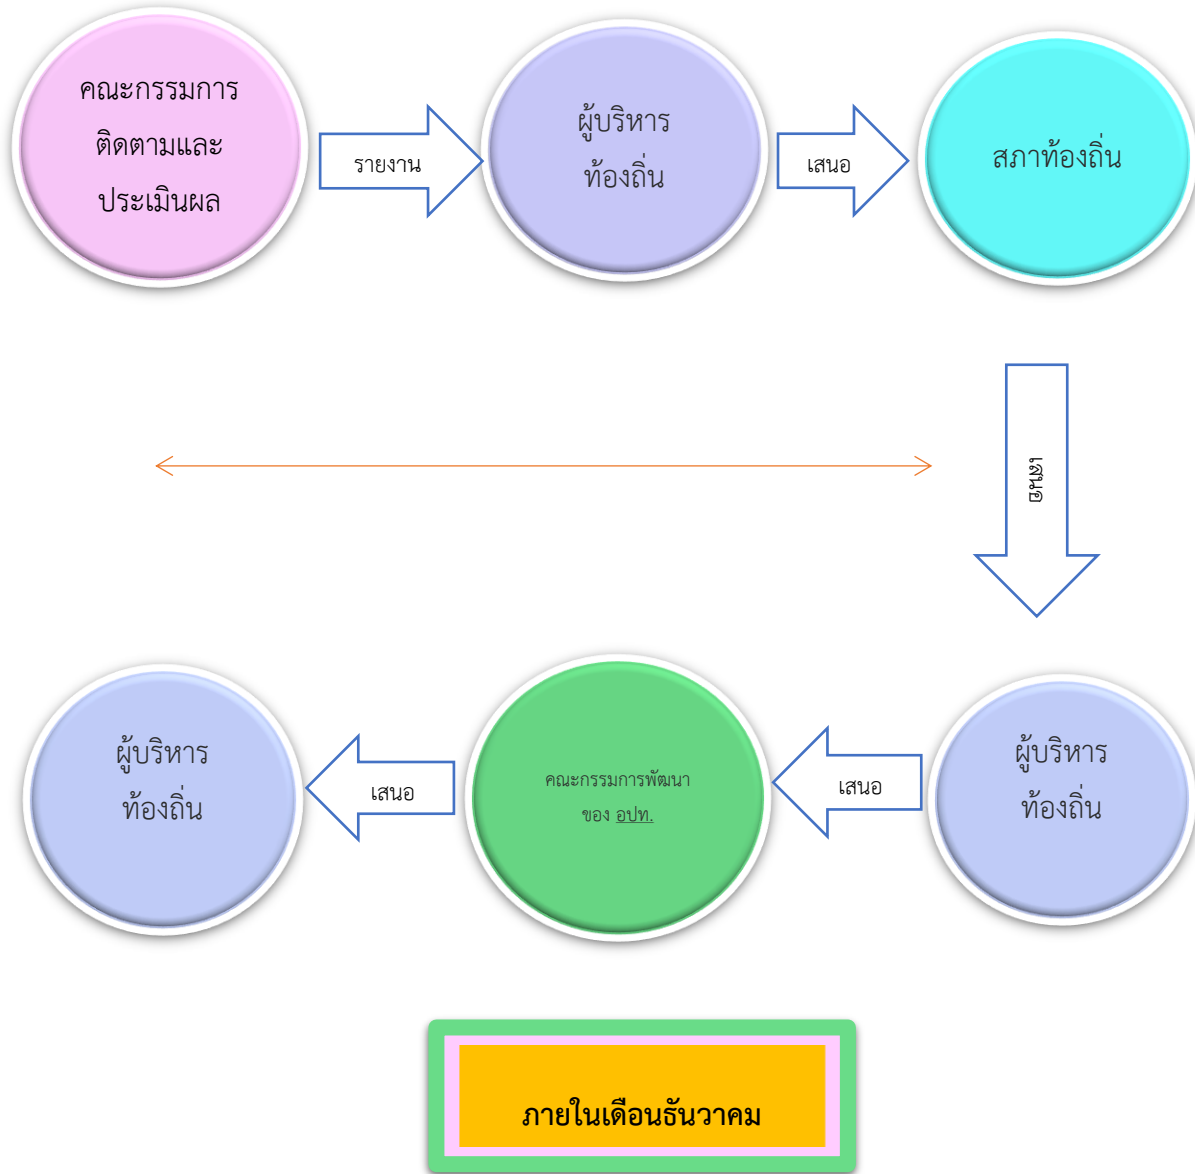 คณะกรรมการ
ติดตามและ
ประเมินผล
รายงาน
ผู้บริหาร
ท้องถิ่น
เสนอ
สภาท้องถิ่น
เสนอ
ผู้บริหาร
ท้องถิ่น
เสนอ
คณะกรรมการพัฒนา
ของ อปท.
เสนอ
ผู้บริหาร
ท้องถิ่น
ภายในเดือนธันวาคม